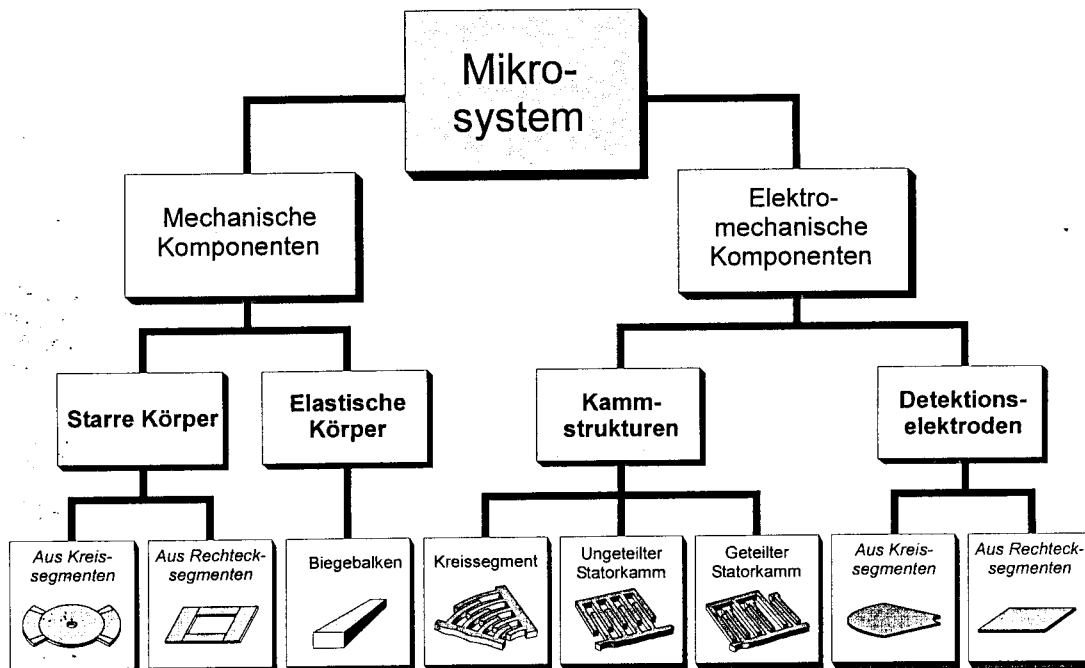 Mikro-
system
Mechanische
Komponenten
Elektro-
mechanische
Komponenten
Starre Körper
Elastische
Körper
Kamm-
strukturen
Detektions-
elektroden
Aus Kreis-
segmenten
Aus Rechteck-
segmenten
Biegebalken
Kreissegment
Ungeteilter
Statorkamm
Geteilter
Statorkamm
Aus Kreis-
segmenten
Aus Rechteck-
segmenten